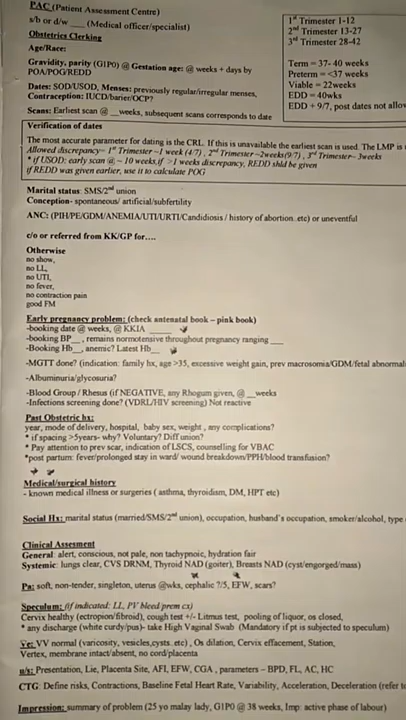 PAC (Patient Assessment Centre)
s/b or d/w ___ (Medical officer/specialist)
Obstetrics Clerking
Age/Race:
Gravidity, parity (G1P0) @ Gestation age: @ weeks + days by
POA/POG/REDD
Dates: SOD/USOD, Menses: previously regular/irregular menses,
Contraception: IUCD/barier/OCP?
Scans: Earliest scan @ __weeks, subsequent scans corresponds to date
1st Trimester 1-12
2nd Trimester 13-27
3rd Trimester 28-42
Term = 37- 40 weeks
Preterm = <37 weeks
Viable = 22weeks
EDD = 40wks
EDD + 9/7, post dates not allow
Verification of dates
The most accurate parameter for dating is the CRL. If this is unavailable the earliest scan is used. The LMP is
Allowed discrepancy~ 1st Trimester ~1 week (4/7), 2nd Trimester ~2weeks(9/7), 3rd Trimester~ 3weeks
* if USOD: early scan @ ~ 10 weeks,if >1 weeks discrepancy, REDD shld be given
if REDD was given earlier, use it to calculate POG
Marital status: SMS/2nd union
Conception- spontaneous/ artificial/subfertility
ANC: (PIH/PE/GDM/ANEMIA/UTI/URTI/Candidiosis / history of abortion..etc) or uneventful
c/o or referred from KK/GP for….
Otherwise
no show,
no LL,
no UTI,
no fever,
no contraction pain
good FM
Early pregnancy problem: (check antenatal book – pink book)
-booking date @ weeks, @ KKIA ____
-booking BP__, remains normotensive throughout pregnancy ranging __
-Booking Hb__, anemic? Latest Hb__
-MGTT done? (indication: family hx, age >35, excessive weight gain, prev macrosomia/GDM/fetal abnormali
-Albuminuria/glycosuria?
-Blood Group / Rhesus (if NEGATIVE, any Rhogum given, @ __weeks
-Infections screening done? (VDRL/HIV screening) Not reactive
Past Obstetric hx:
year, mode of delivery, hospital, baby sex, weight , any complications?
* if spacing >5years- why? Voluntary? Diff union?
* Pay attention to prev scar, indication of LSCS, counselling for VBAC
*post partum: fever/prolonged stay in ward/ wound breakdown/PPH/blood transfusion?
Medical/surgical history
- known medical illness or surgeries ( asthma, thyroidism, DM, HPT etc)
Social Hx: marital status (married/SMS/2nd union), occupation, husband's occupation, smoker/alcohol, type
Clinical Assesment
General: alert, conscious, not pale, non tachypnoic, hydration fair
Systemic: lungs clear, CVS DRNM, Thyroid NAD (goiter), Breasts NAD (cyst/engorged/mass)
Pa: soft, non-tender, singleton, uterus @wks, cephalic ?/5, EFW, scars?
Speculum: (if indicated: LL, PV bleed/prem cx)
Cervix healthy (ectropion/fibroid), cough test +/- Litmus test, pooling of liquor, os closed,
* any discharge (white curdy/pus)- take High Vaginal Swab (Mandatory if pt is subjected to speculum)
Ve: VV normal (varicosity, vesicles,cysts..etc) , Os dilation, Cervix effacement, Station,
Vertex, membrane intact/absent, no cord/placenta
u/s: Presentation, Lie, Placenta Site, AFI, EFW, CGA , parameters – BPD, FL, AC, HC
CTG: Define risks, Contractions, Baseline Fetal Heart Rate, Variability, Acceleration, Deceleration (refer to
Impression: summary of problem (25 yo malay lady, G1P0 @ 38 weeks, Imp: active phase of labour)